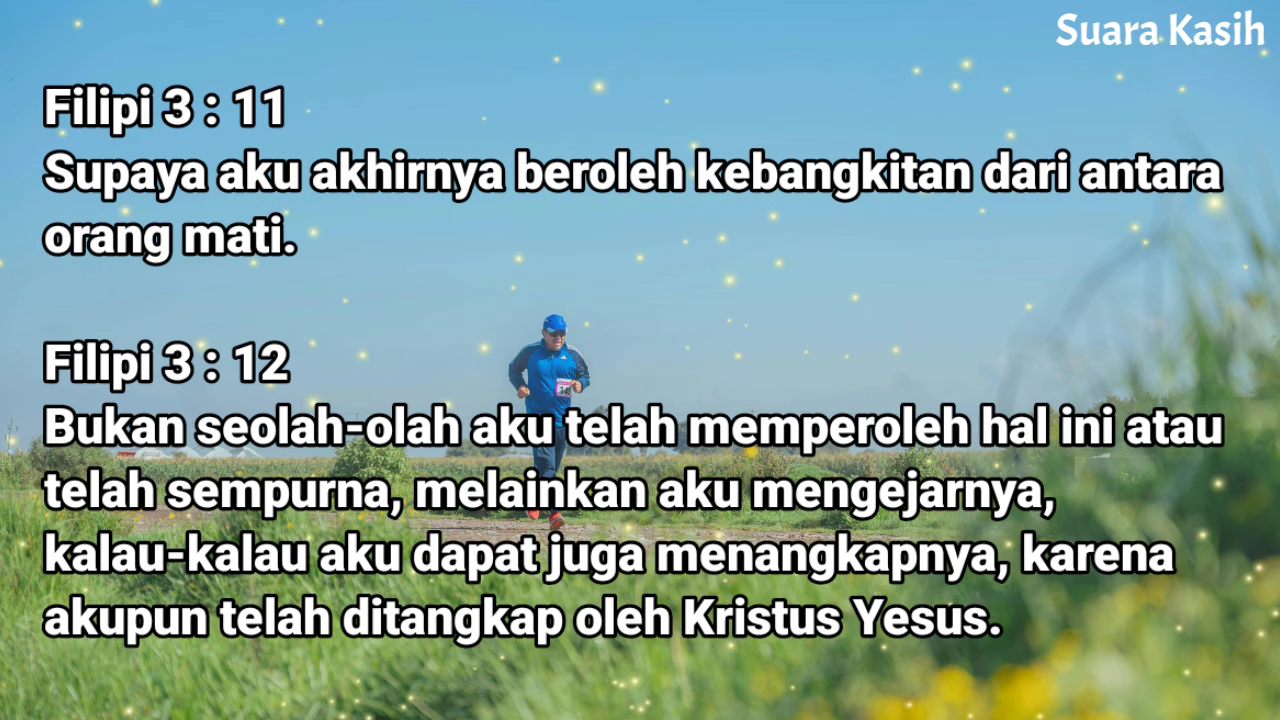 Suara Kasih
Filipi 3 : 11
Supaya aku akhirnya beroleh kebangkitan dari antara
orang mati.
Filipi 3 : 12
Bukan seolah-olah aku telah memperoleh hal ini atau
telah sempurna, melainkan aku mengejarnya,
kalau-kalau aku dapat juga menangkapnya, karena
akupun telah ditangkap oleh Kristus Yesus.